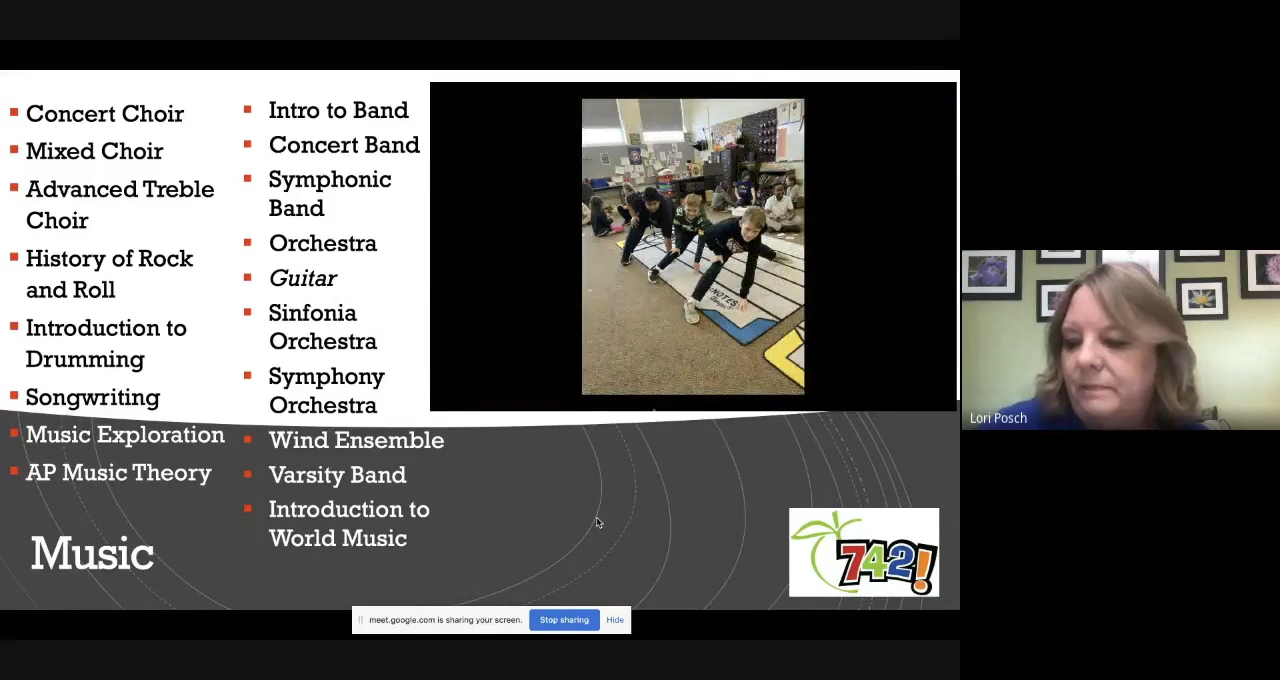 Concert Choir
Mixed Choir
Advanced Treble
Choir
History of Rock
and Roll
Introduction to
Drumming
Songwriting
Music Exploration
AP Music Theory
Intro to Band
Concert Band
Symphonic
Band
Orchestra
Guitar
Sinfonia
Orchestra
Symphony
Orchestra
Wind Ensemble
Varsity Band
Introduction to
World Music
Music
NOTES
742!
Lori Posch
meet.google.com is sharing your screen.
Stop sharing
Hide